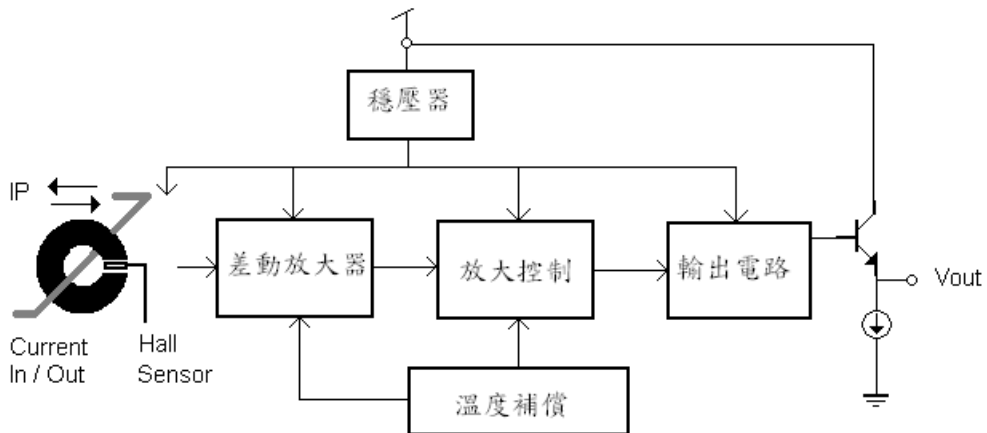 穩壓器
IP
差動放大器
放大控制
輸出電路
Vout
Current
In / Out
Hall
Sensor
溫度補償